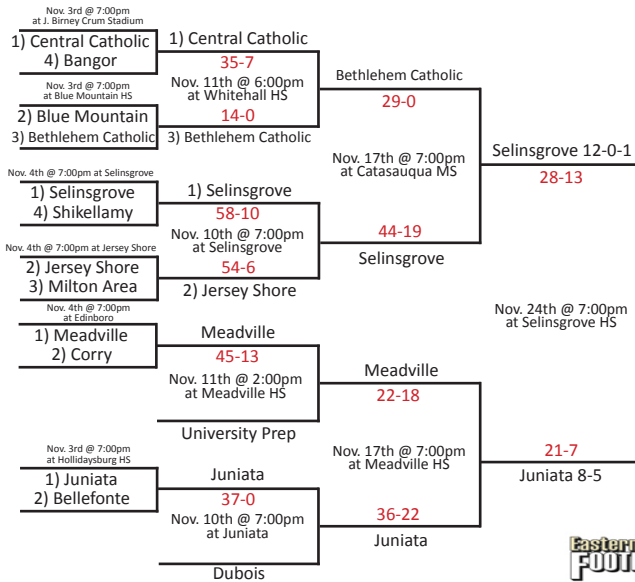 Nov. 3rd @ 7:00pm
at J. Birney Crum Stadium
1) Central Catholic
4) Bangor
Nov. 3rd @ 7:00pm
at Blue Mountain HS
2) Blue Mountain
3) Bethlehem Catholic
Nov. 4th @ 7:00pm at Selinsgrove
1) Selinsgrove
4) Shikellamy
Nov. 4th @ 7:00pm at Jersey Shore
2) Jersey Shore
3) Milton Area
Nov. 4th @ 7:00pm
at Edinboro
1) Meadville
2) Corry
Nov. 3rd @ 7:00pm
at Hollidaysburg HS
1) Juniata
2) Bellefonte
1) Central Catholic
35-7
Nov. 11th @ 6:00pm
at Whitehall HS
14-0
3) Bethlehem Catholic
1) Selinsgrove
58-10
Nov. 10th @ 7:00pm
at Selinsgrove
54-6
2) Jersey Shore
Meadville
45-13
Nov. 11th @ 2:00pm
at Meadville HS
University Prep
Juniata
37-0
Nov. 10th @ 7:00pm
at Juniata
Dubois
Bethlehem Catholic
29-0
Nov. 17th @ 7:00pm
at Catasauqua MS
44-19
Selinsgrove
Meadville
22-18
Nov. 17th @ 7:00pm
at Meadville HS
36-22
Juniata
Selinsgrove 12-0-1
28-13
Nov. 24th @ 7:00pm
at Selinsgrove HS
21-7
Juniata 8-5